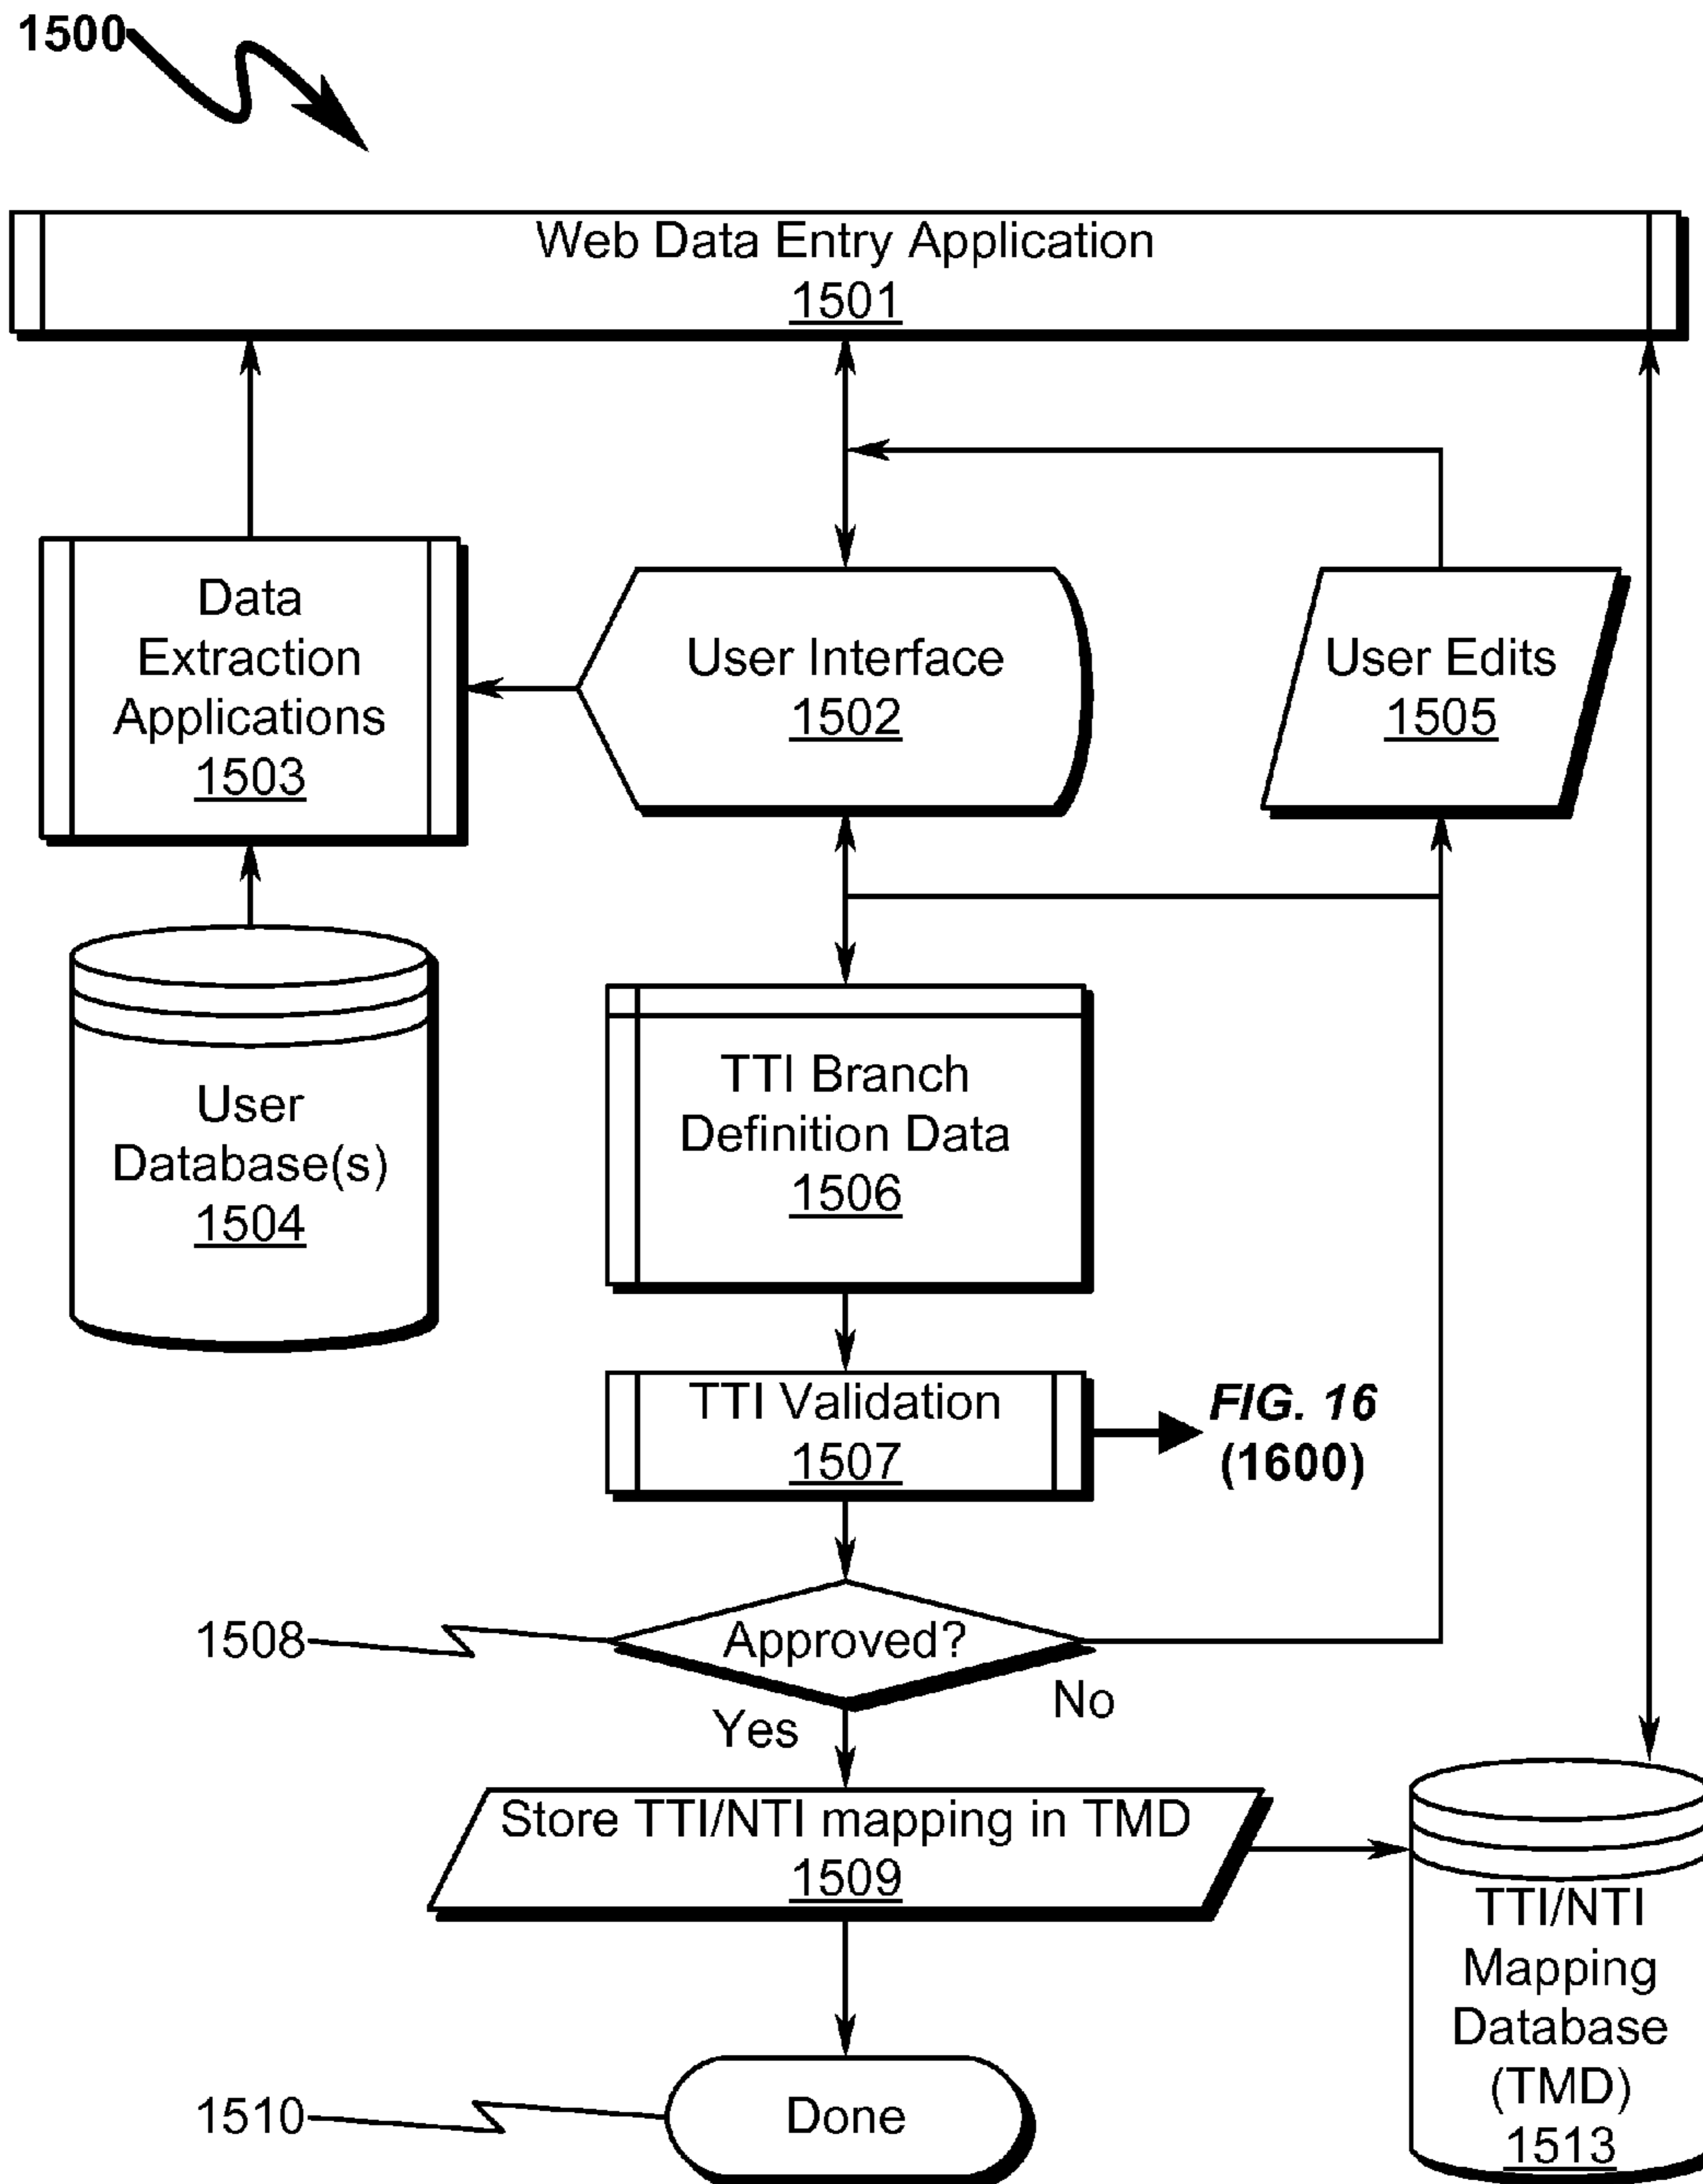 1500
Web Data Entry Application
1501
Data
Extraction
Applications
1503
User Interface
1502
User Edits
1505
User
Database(s)
1504
TTI Branch
Definition Data
1506
TTI Validation
1507
FIG. 16
(1600)
1508
Approved?
No
Yes
Store TTI/NTI mapping in TMD
1509
TTI/NTI
Mapping
Database
(TMD)
1513
1510
Done